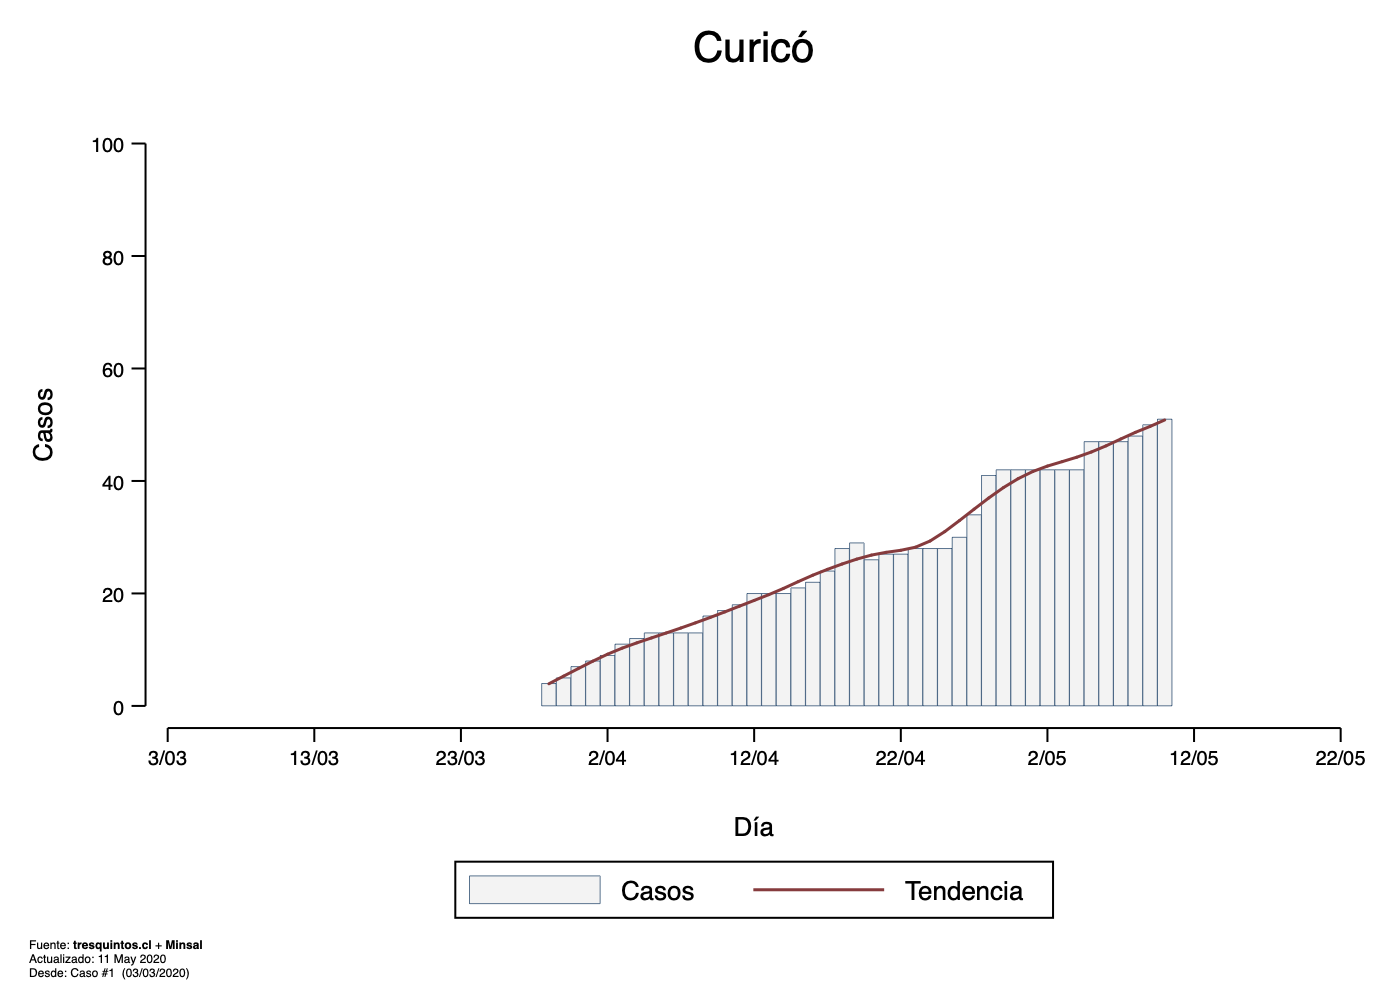 Curicó
100
80
60
40
20
0
Casos
3/03 13/03 23/03 2/04 12/04 22/04 2/05 12/05 22/05
Día
Casos Tendencia
Fuente: tresquintos.cl + Minsal
Actualizado: 11 May 2020
Desde: Caso #1 (03/03/2020)